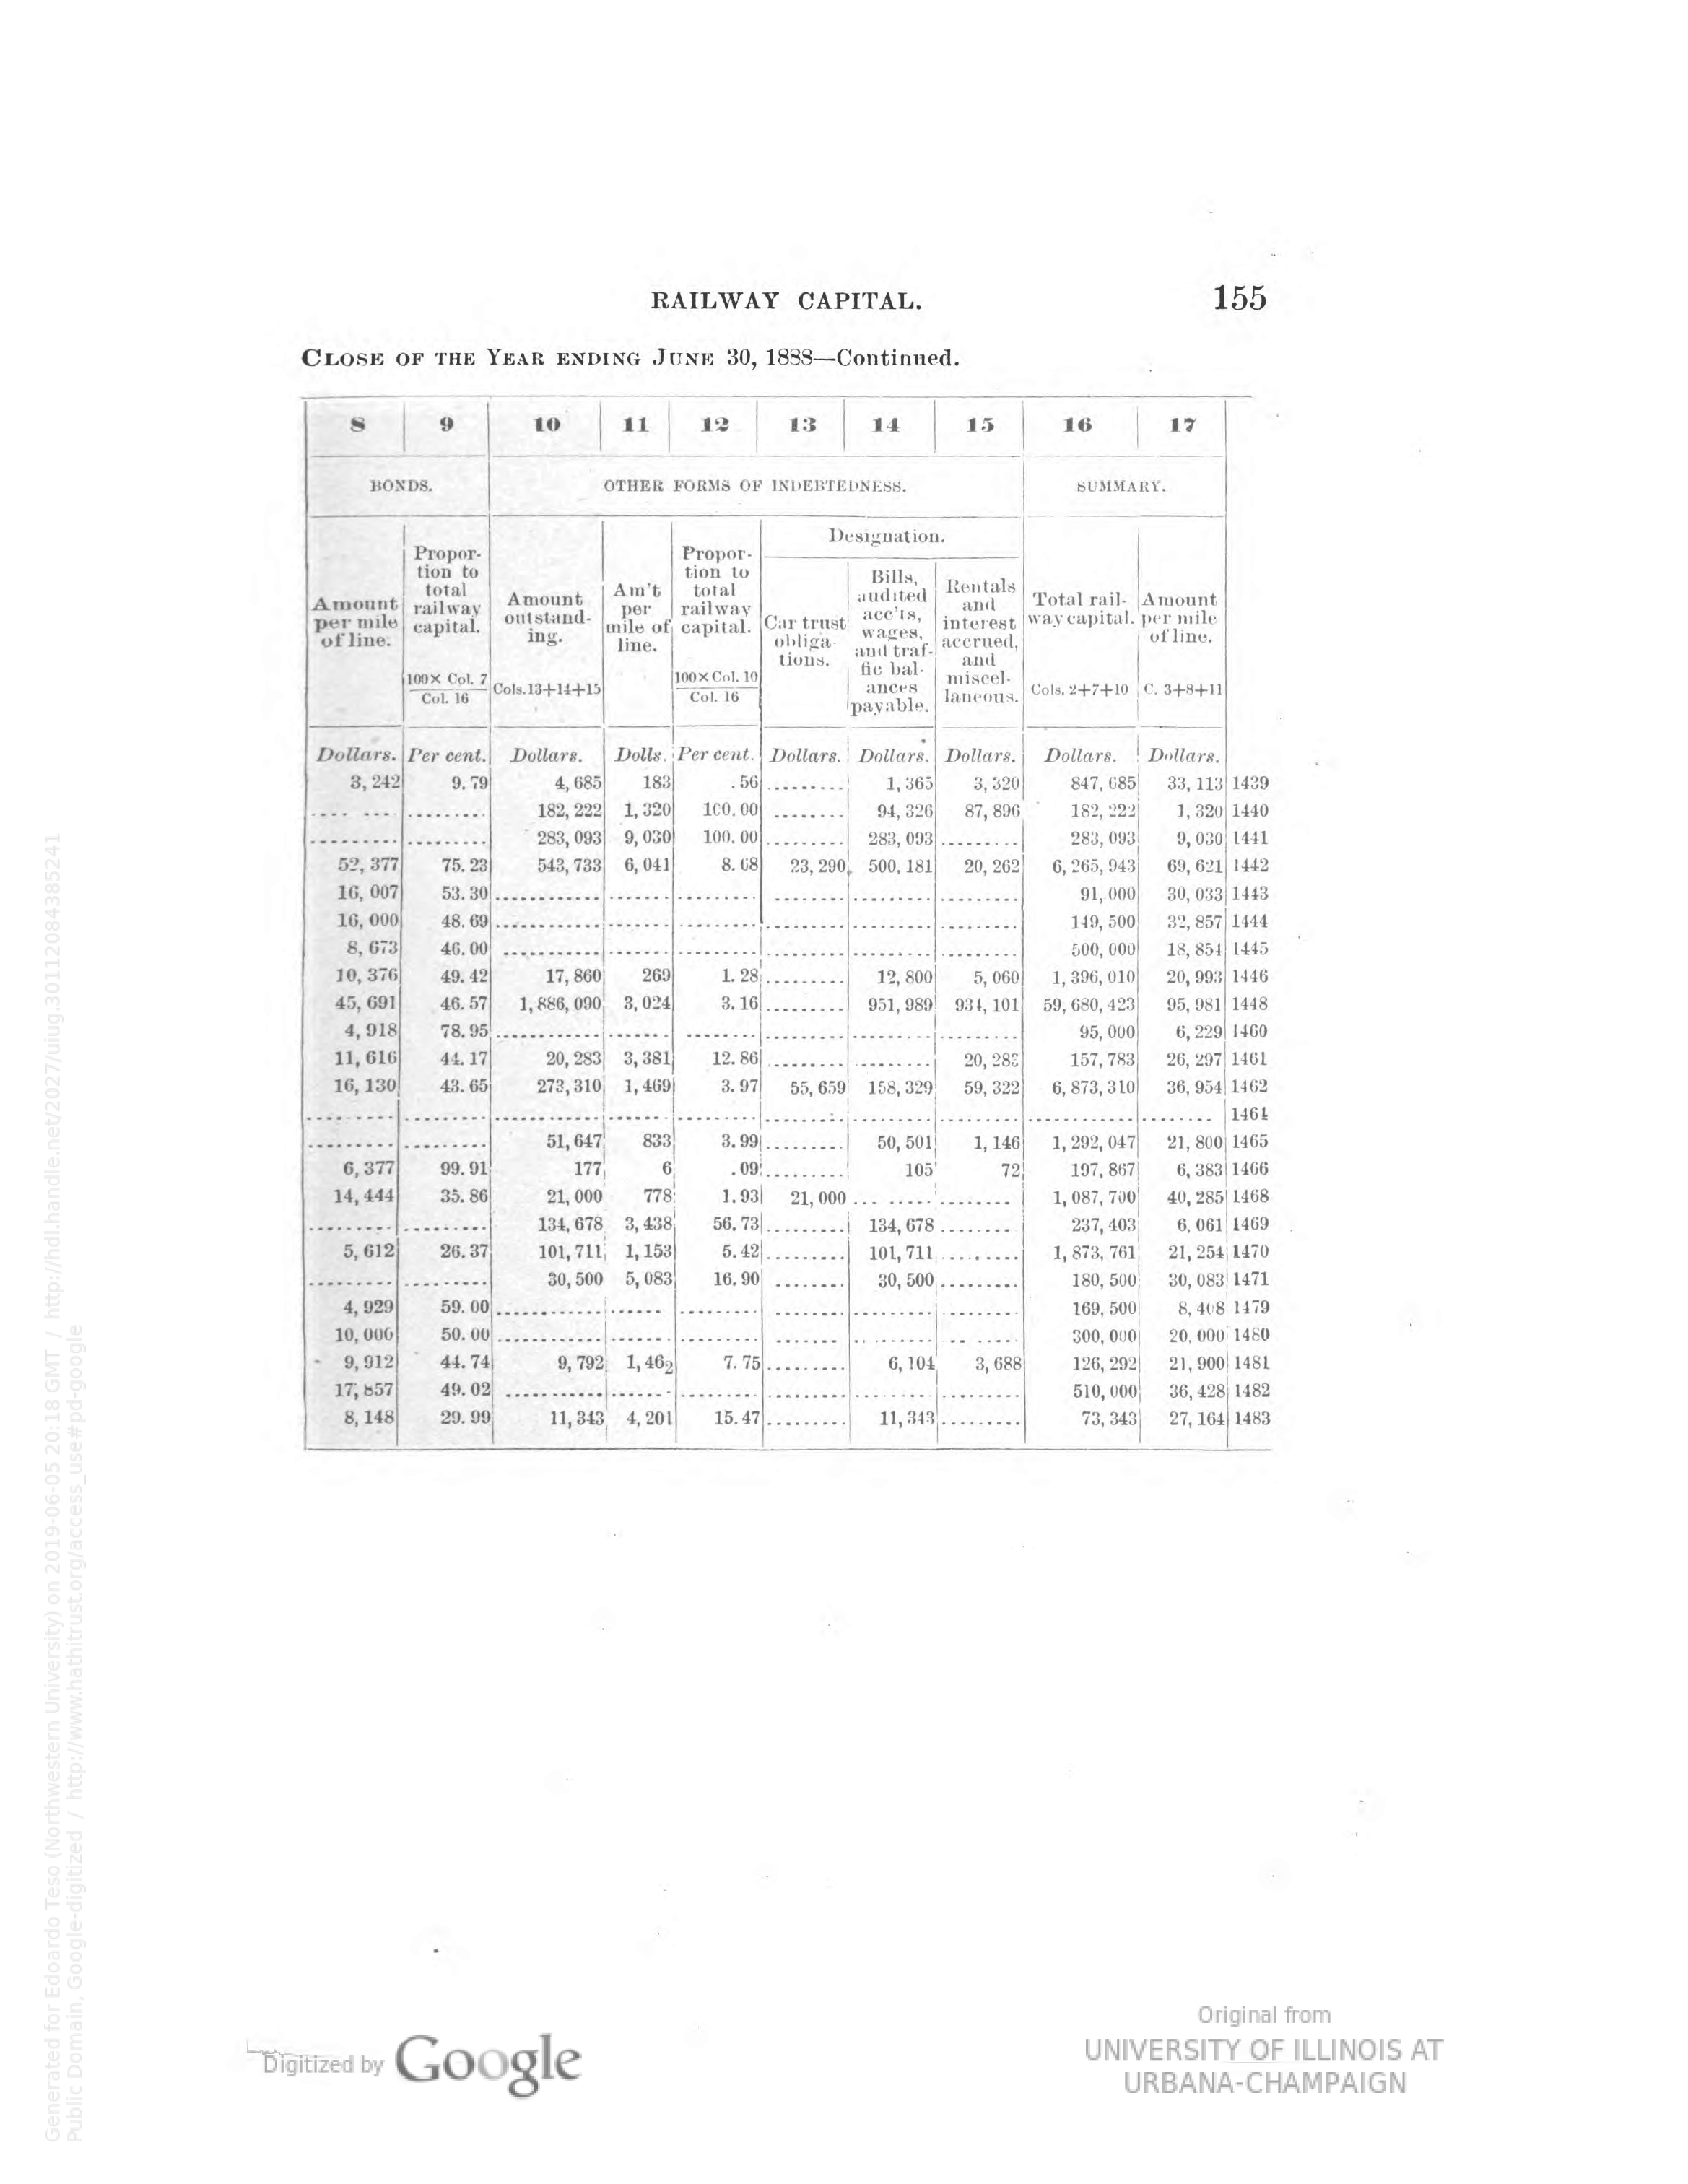 RAILWAY CAPITAL. 155
CLOSE OF THE YEAR ENDING JUNE 30, 1888—Continued.
8 9 10 11 12 13 14 15 16 17
BONDS. OTHER FORMS OF INDEBTEDNESS. SUMMARY.
Amount per mile of line.
Propor-
tion to
total
railway
capital.
100× Col. 7
Col. 16
Amount
outstand-
ing.
Cols.13+14+15
Am't
per
mile of
line.
Propor-
tion to
total
railway
capital.
100×Col. 10
Col. 16
Designation.
Car trust
obliga-
tions.
Bills,
audited
acc'ts,
wages,
and traf-
fic bal-
ances
payable.
Rentals
and
interest
accrued,
and
miscel-
laneous.
Total rail-
way capital.
Cols. 2+7+10
Amount
per mile
of line.
C. 3+8+11
Dollars. Per cent. Dollars. Dolls. Per cent. Dollars. Dollars. Dollars. Dollars. Dollars.
3,242 9.79 4,685 183 .56 ......... 1,365 3,320 847,685 33,113 1439
......... ......... 182,222 1,320 100.00 ........ 94,326 87,896 182,222 1,320 1440
......... ......... 283,093 9,030 100.00 ......... 283,093 ......... 283,093 9,030 1441
52,377 75.23 543,733 6,041 8.68 23,290 500,181 20,262 6,265,943 69,621 1442
16,007 53.30 ............ ...... ......... ......... ......... ......... 91,000 30,033 1443
16,000 48.69 ............ ...... ......... ......... ......... ......... 149,500 32,857 1444
8,673 46.00 ............ ...... ......... ......... ......... ......... 500,000 18,854 1445
10,376 49.42 17,860 269 1.28 ......... 12,800 5,060 1,396,010 20,993 1446
45,691 46.57 1,886,090 3,024 3.16 ......... 951,989 934,101 59,680,423 95,981 1448
4,918 78.95 ............ ...... ......... ......... ......... ......... 95,000 6,229 1460
11,616 44.17 20,283 3,381 12.86 ......... ......... 20,283 157,783 26,297 1461
16,130 43.65 273,310 1,469 3.97 55,659 158,329 59,322 6,873,310 36,954 1462
......... ......... ............ ...... ......... ......... ......... ......... ............ ........ 1464
......... ......... 51,647 833 3.99 ......... 50,501 1,146 1,292,047 21,800 1465
6,377 99.91 177 6 .09 ......... 105 72 197,867 6,383 1466
14,444 35.86 21,000 778 1.93 21,000 ......... ........ 1,087,700 40,285 1468
......... ......... 134,678 3,438 56.73 ......... 134,678 ........ 237,403 6,061 1469
5,612 26.37 101,711 1,153 5.42 ......... 101,711 ......... 1,873,761 21,254 1470
......... ......... 30,500 5,083 16.90 ........ 30,500 ......... 180,500 30,083 1471
4,929 59.00 ............ ...... ......... ......... ......... ......... 169,500 8,408 1479
10,000 50.00 ............ ...... ......... ......... ......... ......... 300,000 20,000 1480
9,912 44.74 9,792 1,462 7.75 ......... 6,104 3,688 126,292 21,900 1481
17,857 49.02 ............ ...... ......... ......... ......... ......... 510,000 36,428 1482
8,148 29.99 11,343 4,201 15.47 ......... 11,343 ......... 73,343 27,164 1483
Generated for Edoardo Teso (Northwestern University) on 2019-06-05 20:18 GMT / http://hdl.handle.net/2027/uiug.30112084385241
Public Domain, Google-digitized / http://www.hathitrust.org/access_use#pd-google
Digitized by Google
Original from
UNIVERSITY OF ILLINOIS AT
URBANA-CHAMPAIGN